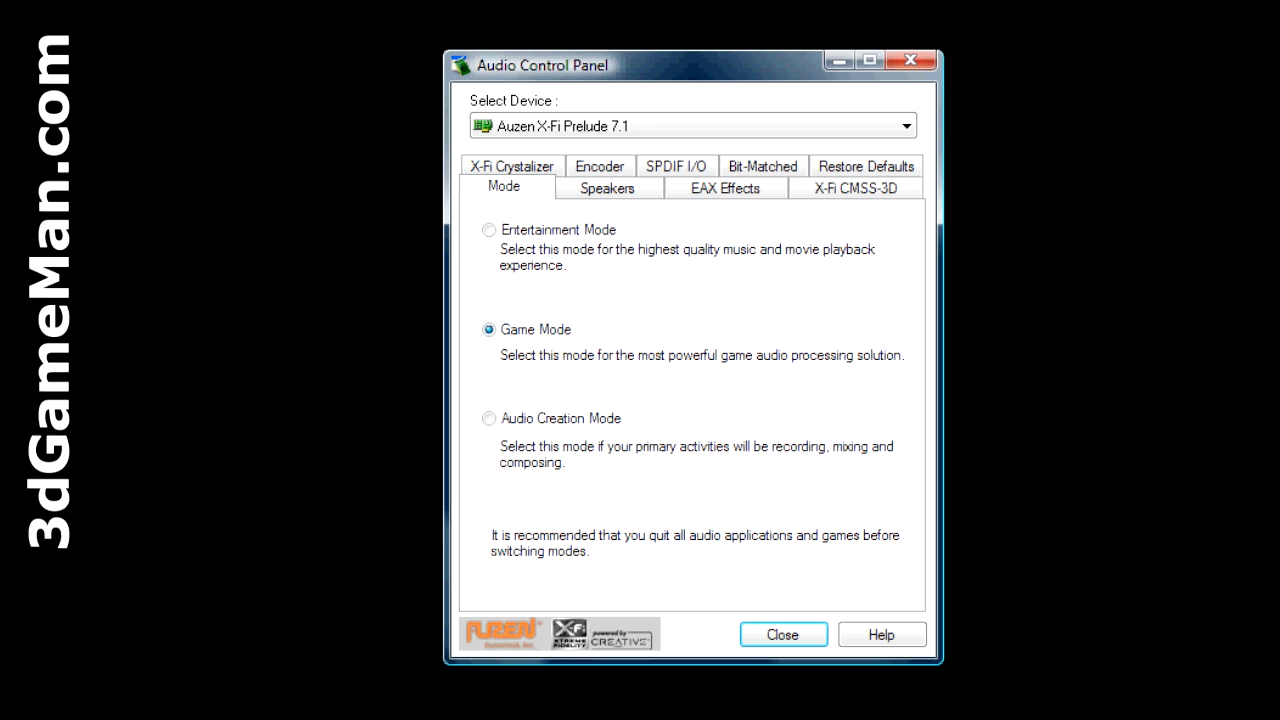 3dGameMan.com
Audio Control Panel
Select Device :
Auzen X-Fi Prelude 7.1
X-Fi Crystalizer Encoder SPDIF I/O Bit-Matched Restore Defaults
Mode Speakers EAX Effects X-Fi CMSS-3D
Entertainment Mode
Select this mode for the highest quality music and movie playback
experience.
Game Mode
Select this mode for the most powerful game audio processing solution.
Audio Creation Mode
Select this mode if your primary activities will be recording, mixing and
composing.
It is recommended that you quit all audio applications and games before
switching modes.
AUZEN X-Fi powered by
XTREME FIDELITY CREATIVE
Close Help